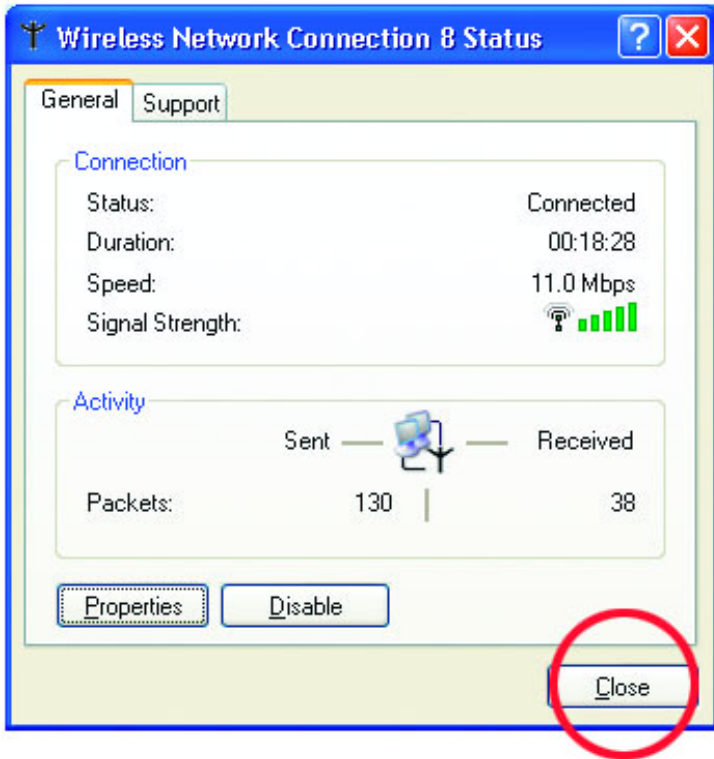 Wireless Network Connection 8 Status
?
General Support
Connection
Status: Connected
Duration: 00:18:28
Speed: 11.0 Mbps
Signal Strength:
Activity
Sent Received
Packets: 130 38
Properties Disable
Close